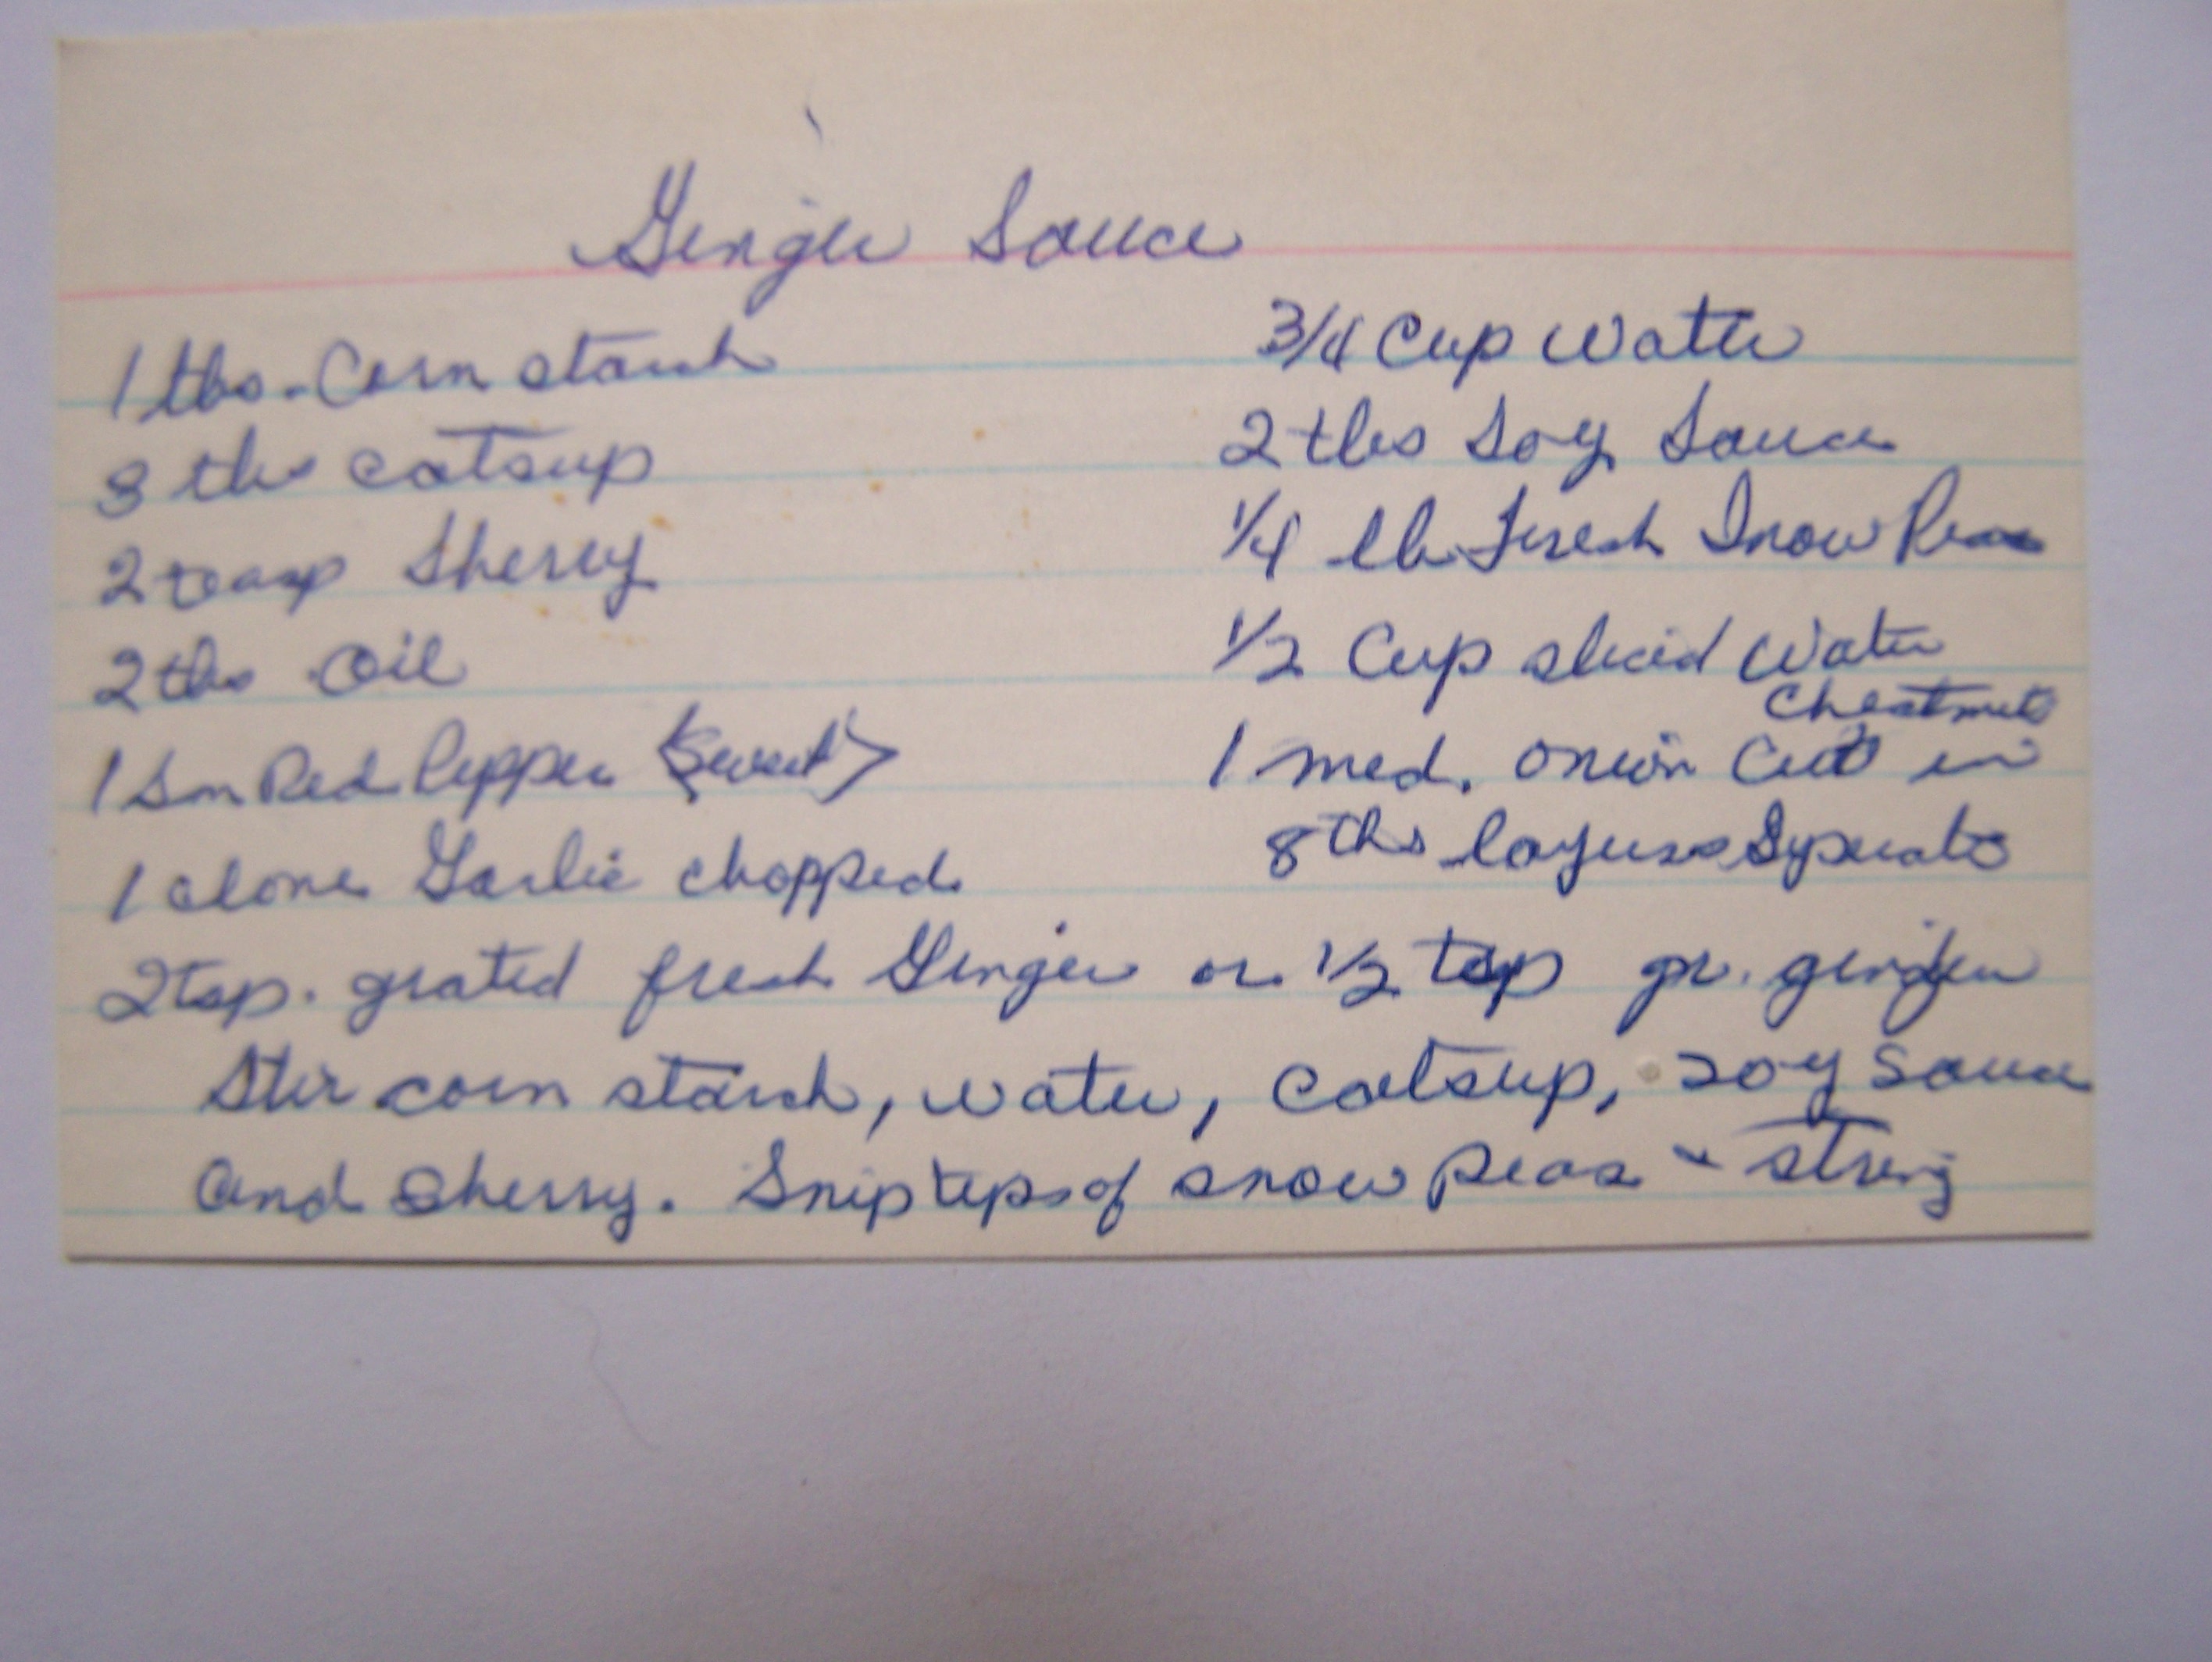 Ginger Sauce
1 tbs. Corn starch
3 tbs catsup
2 teasp Sherry
2 tbs Oil
1 Sm Red Pepper <Sweet>
1 clove Garlic chopped
3/4 Cup Water
2 tbs Soy Sauce
1/4 lb Fresh Snow Peas
1/2 Cup sliced Water
Chestnuts
1 med. onion Cut in
8ths layers
2 tsp. grated fresh Ginger or 1/2 tsp gr. ginger
Stir corn starch, water, catsup, soy sauce
and sherry. Snip tips of snow peas & string